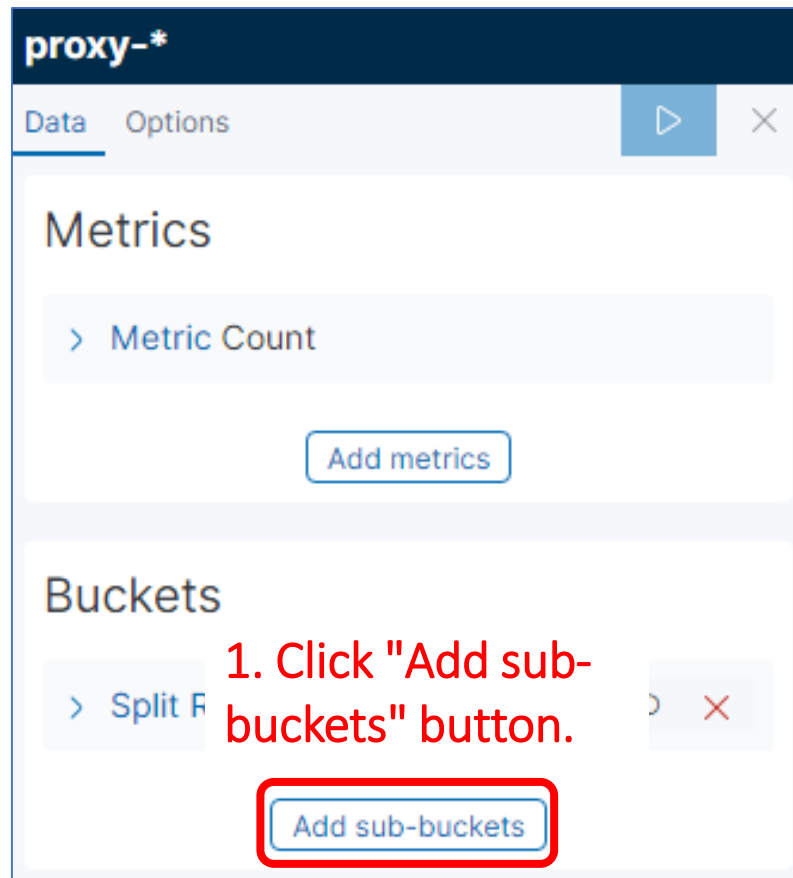 proxy-*
Data Options
Metrics
Metric Count
Add metrics
Buckets
1. Click "Add sub-
Split R
buckets" button.
Add sub-buckets